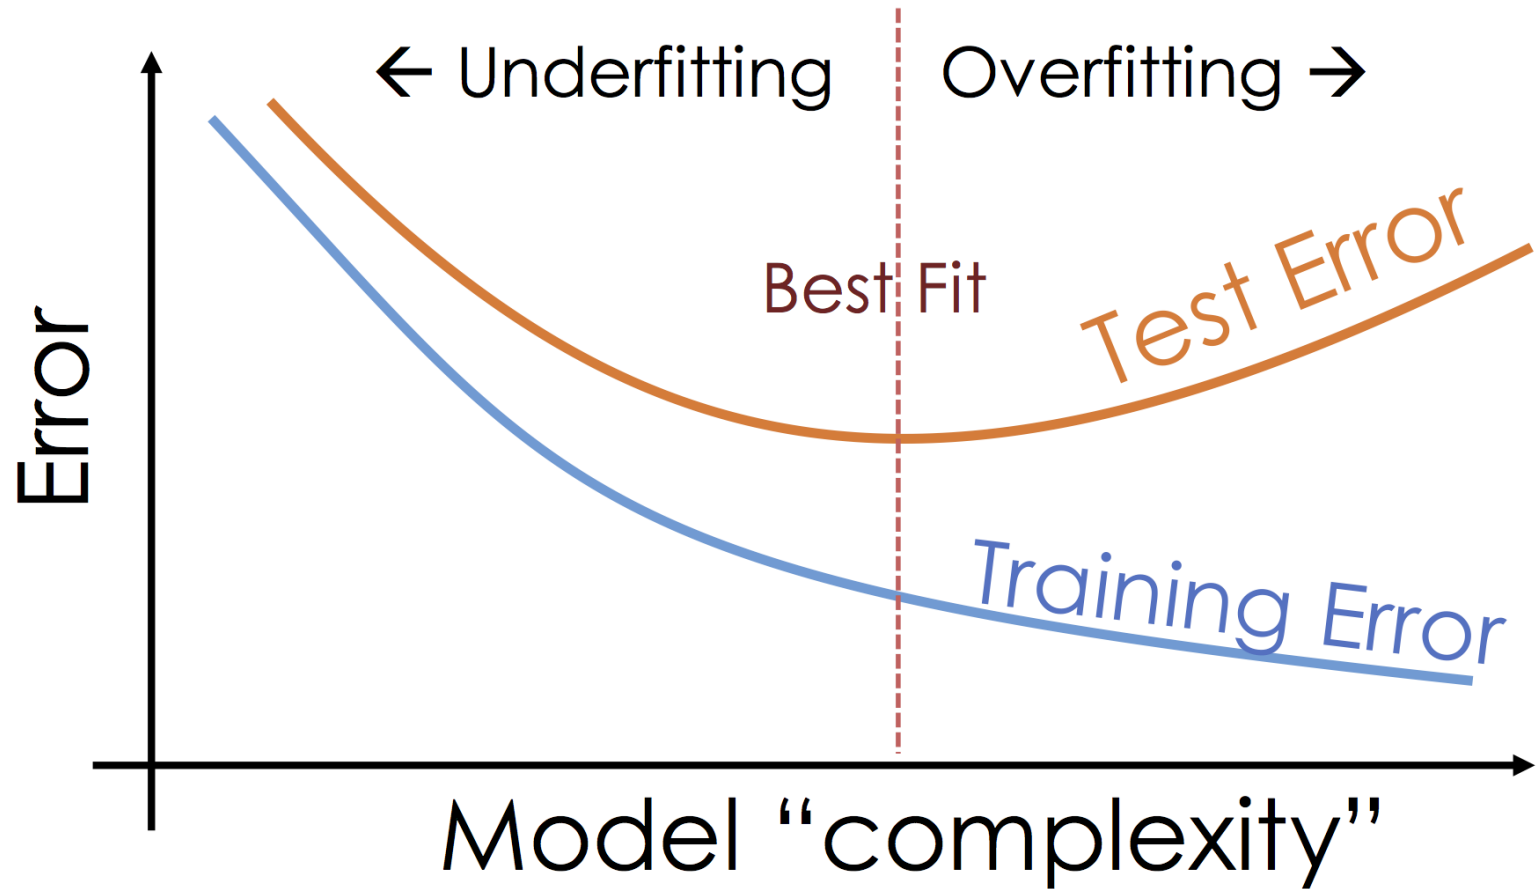 ← Underfitting
Overfitting →
Best Fit
Test Error
Training Error
Error
Model “complexity”